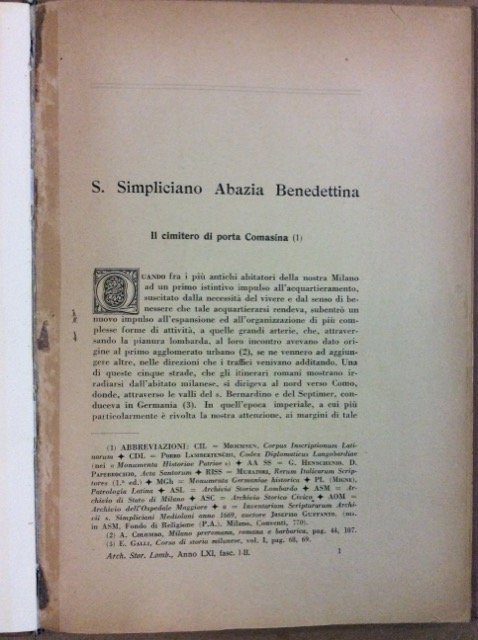 S. Simpliciano Abazia Benedettina
Il cimitero di porta Comasina (1)
QUANDO fra i più antichi abitatori della nostra Milano
ad un primo istintivo impulso all'acquartieramento,
suscitato dalla necessità del vivere e dal senso di be-
nessere che tale acquartierarsi rendeva, subentrò un
nuovo impulso all'espansione ed all'organizzazione di più com-
plesse forme di attività, a quelle grandi arterie, che, attraver-
sando la pianura lombarda, al loro incontro avevano dato ori-
gine al primo agglomerato urbano (2), se ne vennero ad aggiun-
gere altre, nelle direzioni che i traffici venivano additando. Una
di queste cinque strade, che gli itinerari romani mostrano ir-
radiarsi dall'abitato milanese, si dirigeva al nord verso Como,
donde, attraverso le valli del s. Bernardino e del Septimer, con-
duceva in Germania (3). In quell'epoca imperiale, a cui più
particolarmente è rivolta la nostra attenzione, ai margini di tale
(1) ABBREVIAZIONI CIL = MOMMSEN, Corpus Inscriptionum Lati-
narum ✦ CDL = PORRO LAMBERTENGHI, Codex Diplomaticus Langobardiae
(nei « Monumenta Historiae Patriae ») ✦ AA SS = G. HENSCHENIO, D.
PAPEBROCHIO, Acta Sanctorum ✦ RISS = MURATORI, Rerum Italicarum Scrip-
tores (1.ª ed.) ✦ MGh = Monumenta Germaniae historica ✦ PL (MIGNE),
Patrologia Latina ✦ ASL = Archivio Storico Lombardo ✦ ASM = Ar-
chivio di Stato di Milano ✦ ASC = Archivio Storico Civico ✦ AOM =
Archivio dell'Ospedale Maggiore ✦ a = Inventarium Scripturarum Archi-
vii s. Simpliciani Mediolani anno 1669, auctore IOSEPHO GUFFANTIS, (ms.
in ASM, Fondo di Religione (P.A.), Milano, Conventi, 770).
(2) A. COLOMBO, Milano preromana, romana e barbarica, pag. 44, 107.
(3) E. GALLI, Corso di storia milanese, vol. I, pag. 68, 69.
Arch. Stor. Lomb., Anno LXI, fasc. I-II. 1